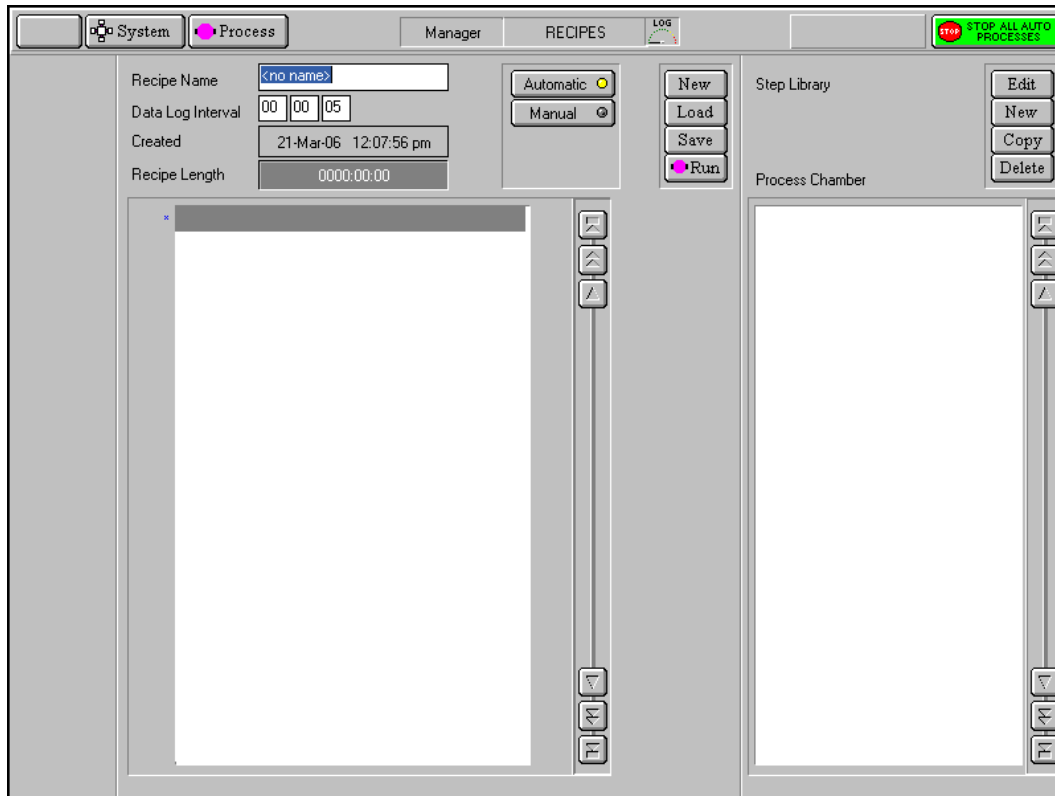 System Process Manager RECIPES LOG STOP STOP ALL AUTO
PROCESSES
Recipe Name <no name>
Data Log Interval 00 00 05
Created 21-Mar-06 12:07:56 pm
Recipe Length 0000:00:00
Automatic
Manual
New
Load
Save
Run
Step Library
Process Chamber
Edit
New
Copy
Delete